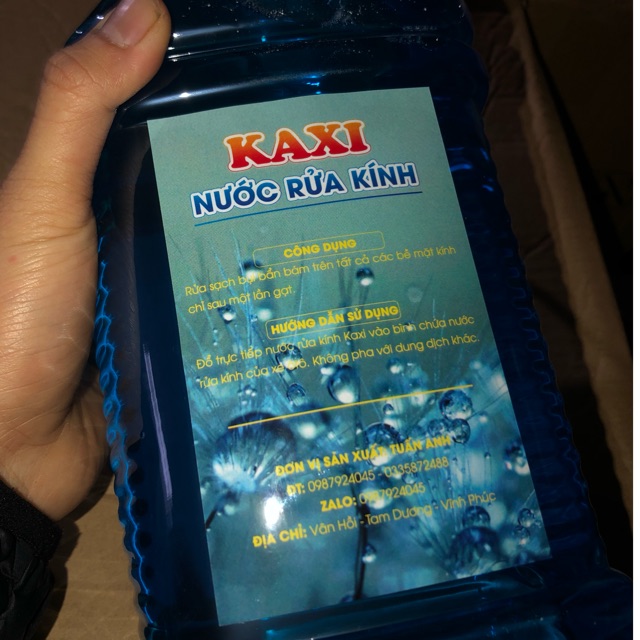 KAXI
NƯỚC RỬA KÍNH
CÔNG DỤNG
Rửa sạch bụi bẩn bám trên tất cả các bề mặt kính
chỉ sau một lần gạt.
HƯỚNG DẪN SỬ DỤNG
Đổ trực tiếp nước rửa kính Kaxi vào bình chứa nước
rửa kính của xe ô tô. Không pha với dung dịch khác.
ĐƠN VỊ SẢN XUẤT: TUẤN ANH
ĐT: 0987924045 - 0335872488
ZALO: 0987924045
ĐỊA CHỈ: Vân Hội - Tam Dương - Vĩnh Phúc